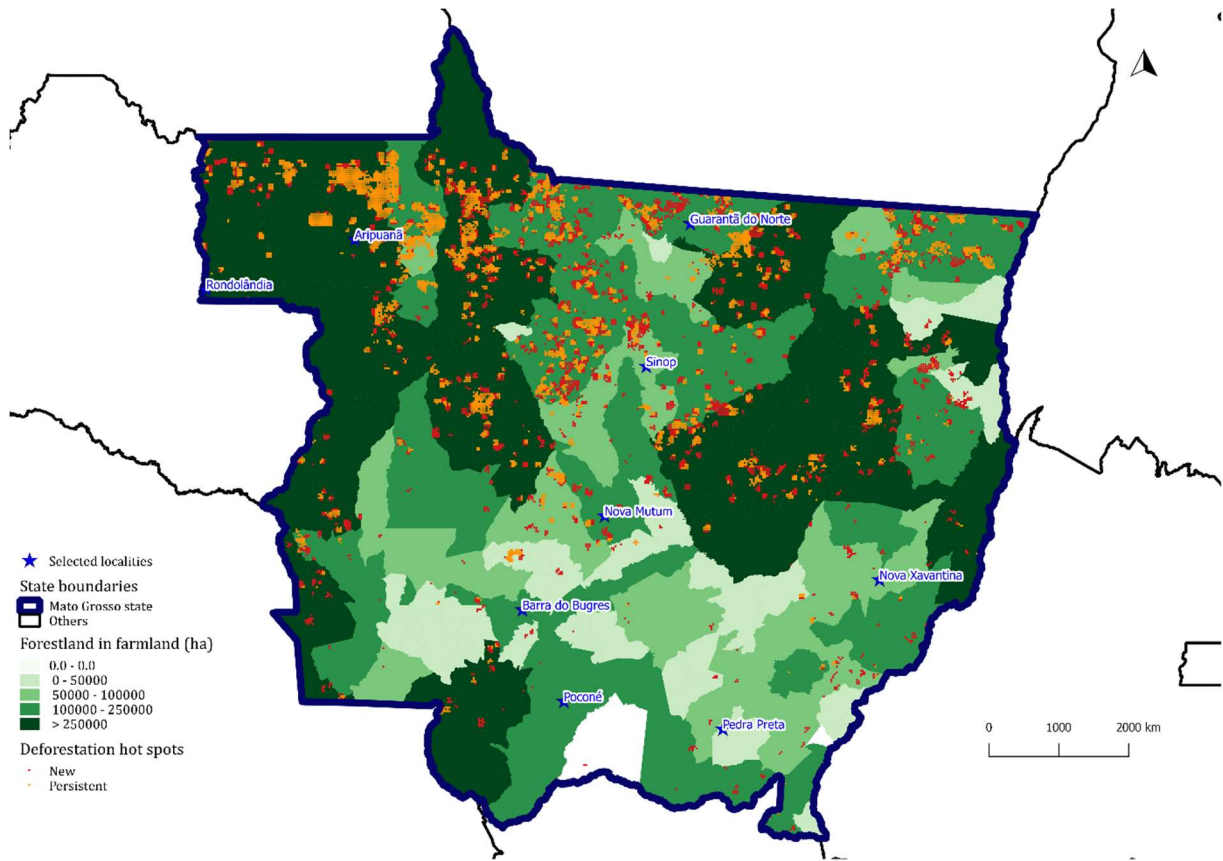 Guarantã do Norte
Aripuanã
Rondolândia
Sinop
Nova Mutum
Nova Xavantina
Barra do Bugres
Poconé
Pedra Preta
Selected localities
State boundaries
Mato Grosso state
Others
Forestland in farmland (ha)
0.0 - 0.0
0 - 50000
50000 - 100000
100000 - 250000
> 250000
Deforestation hot spots
New
Persistent
0 1000 2000 km